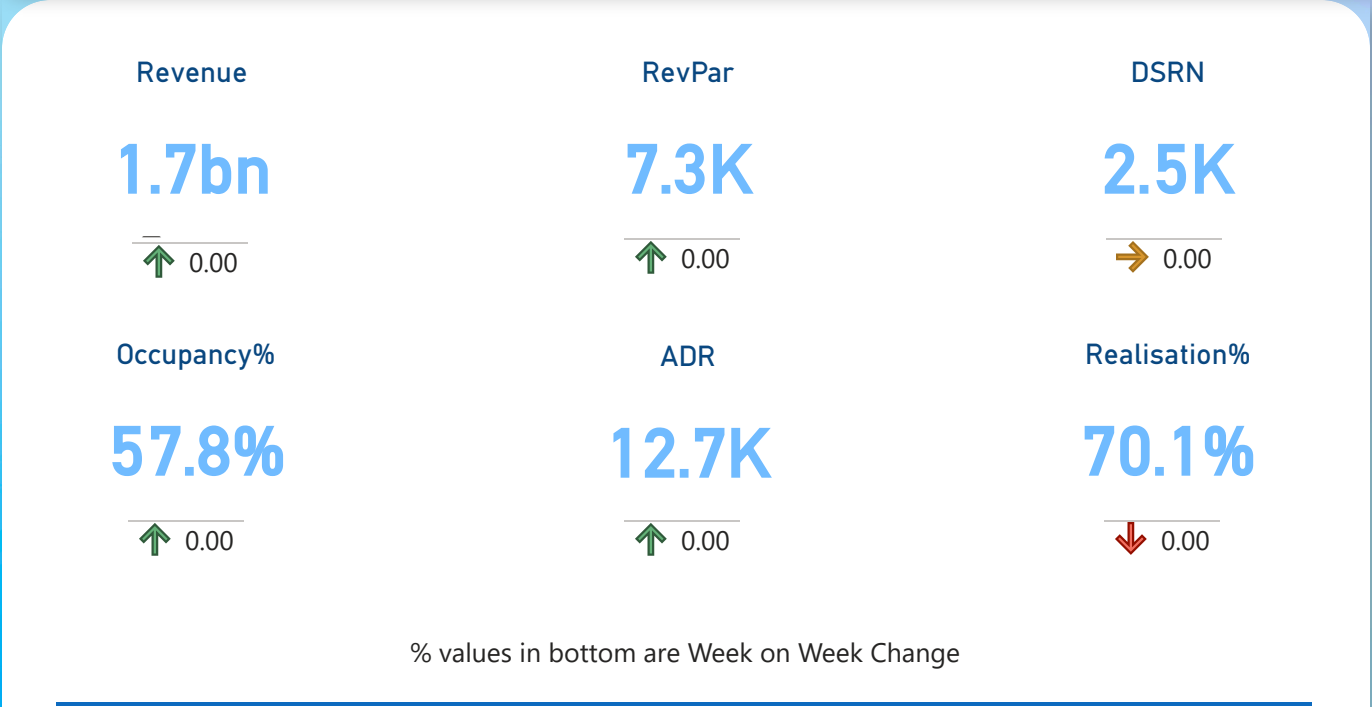 Revenue RevPar DSRN
1.7bn 7.3K 2.5K
0.00 0.00 0.00
Occupancy% ADR Realisation%
57.8% 12.7K 70.1%
0.00 0.00 0.00
% values in bottom are Week on Week Change